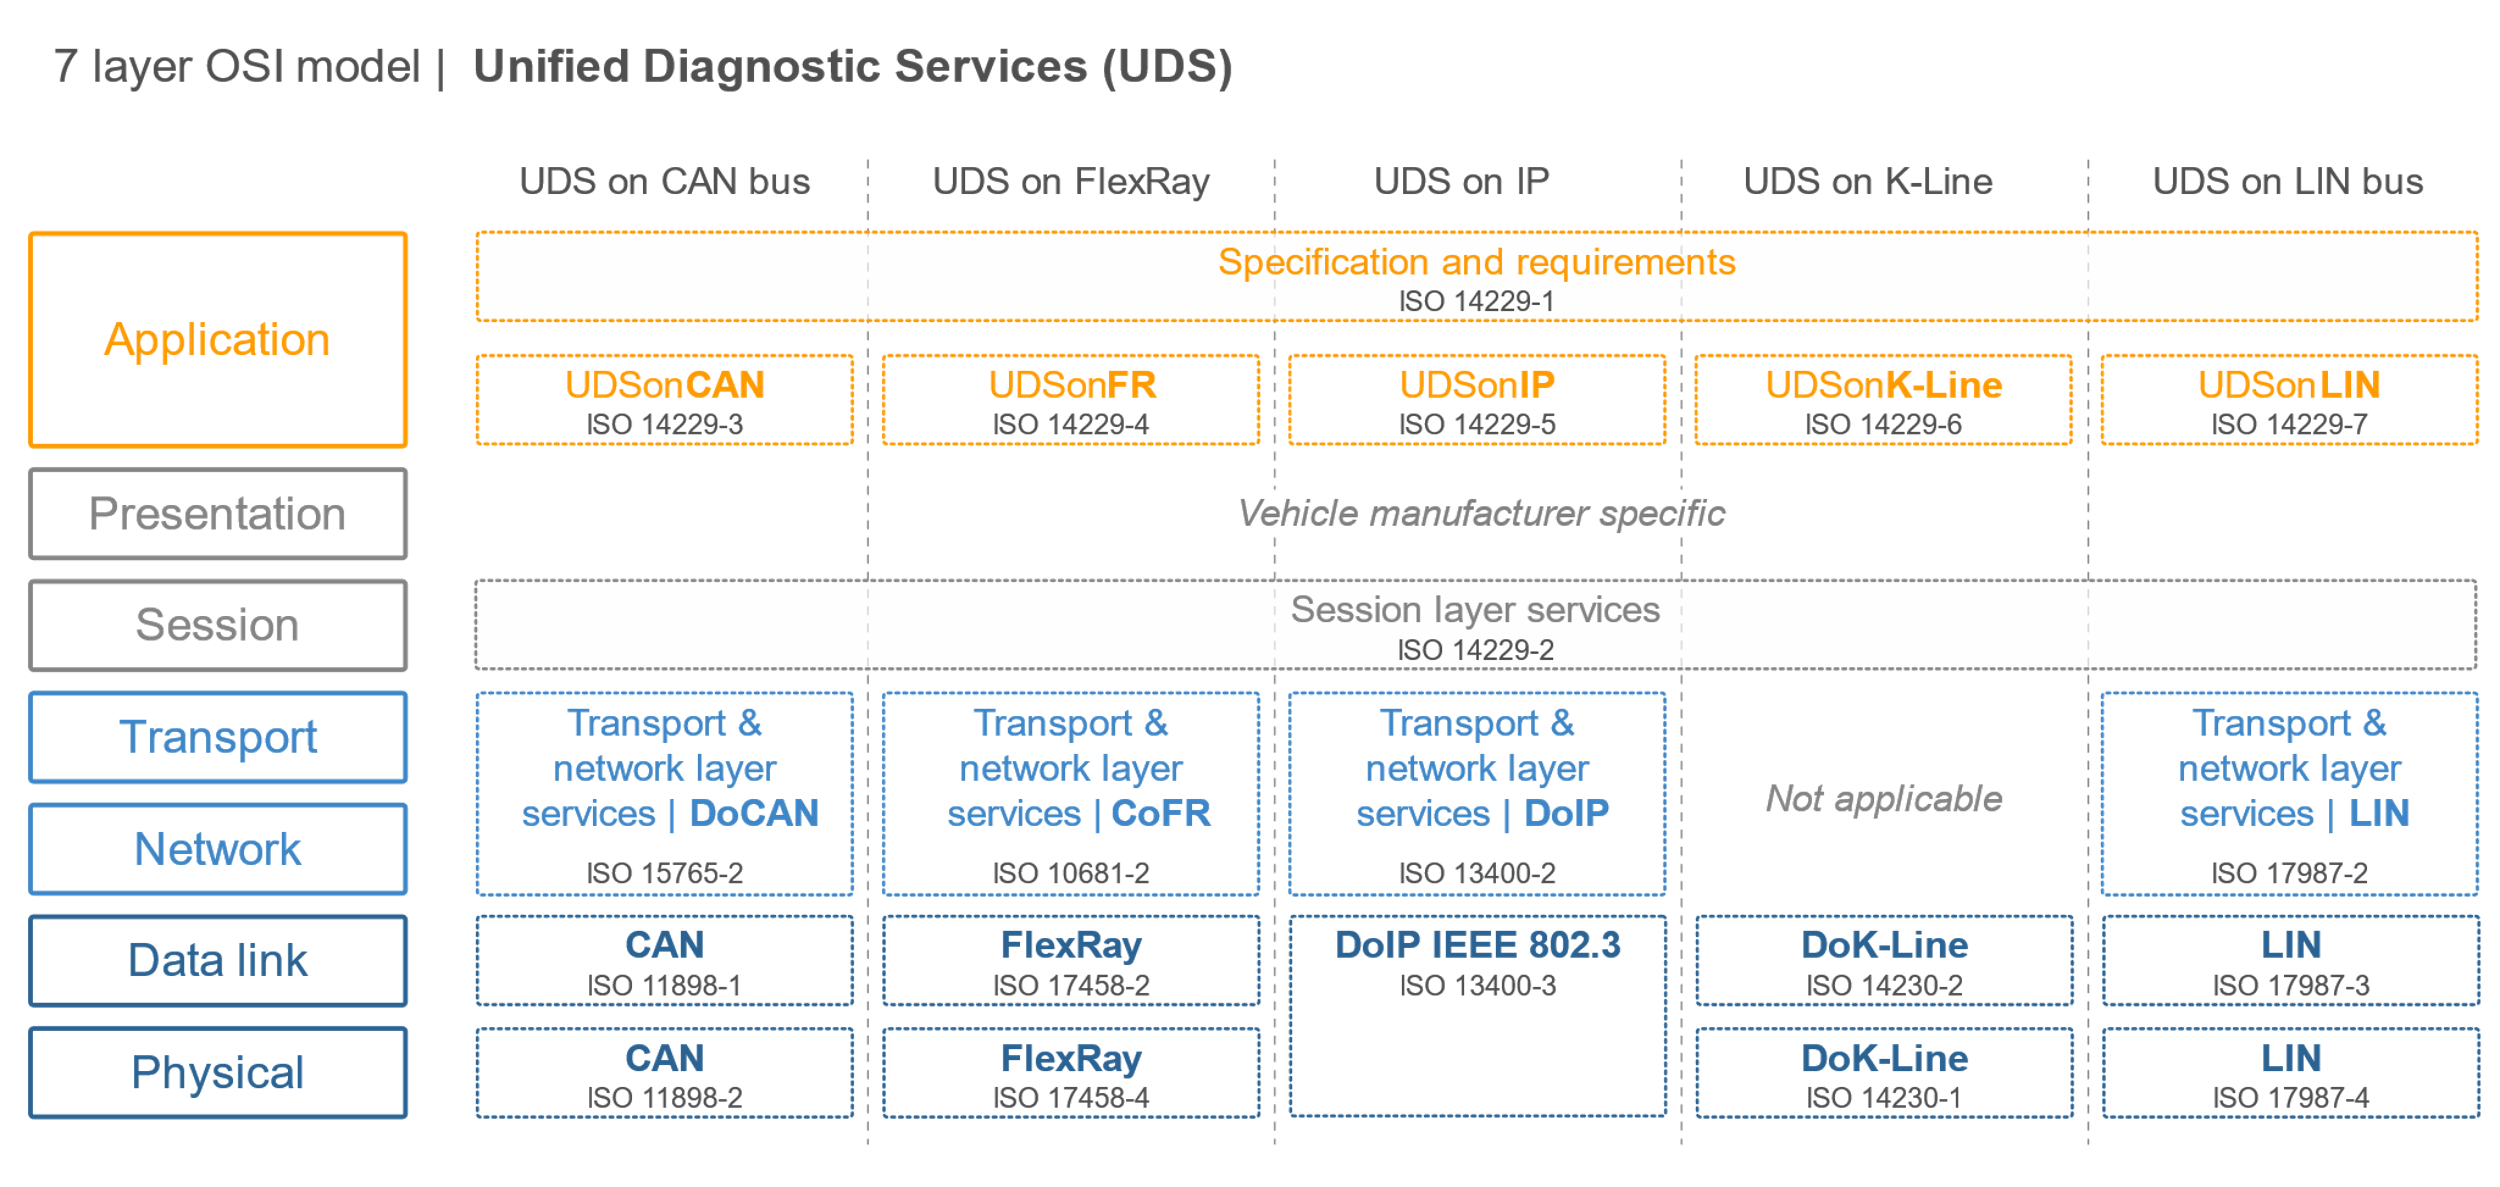 7 layer OSI model | Unified Diagnostic Services (UDS)
UDS on CAN bus
UDS on FlexRay
UDS on IP
UDS on K-Line
UDS on LIN bus
Application
Specification and requirements
ISO 14229-1
UDSonCAN
ISO 14229-3
UDSonFR
ISO 14229-4
UDSonIP
ISO 14229-5
UDSonK-Line
ISO 14229-6
UDSonLIN
ISO 14229-7
Presentation
Vehicle manufacturer specific
Session
Session layer services
ISO 14229-2
Transport
Network
Transport &
network layer
services | DoCAN
ISO 15765-2
Transport &
network layer
services | CoFR
ISO 10681-2
Transport &
network layer
services | DoIP
ISO 13400-2
Not applicable
Transport &
network layer
services | LIN
ISO 17987-2
Data link
CAN
ISO 11898-1
FlexRay
ISO 17458-2
DoIP IEEE 802.3
ISO 13400-3
DoK-Line
ISO 14230-2
LIN
ISO 17987-3
Physical
CAN
ISO 11898-2
FlexRay
ISO 17458-4
DoK-Line
ISO 14230-1
LIN
ISO 17987-4